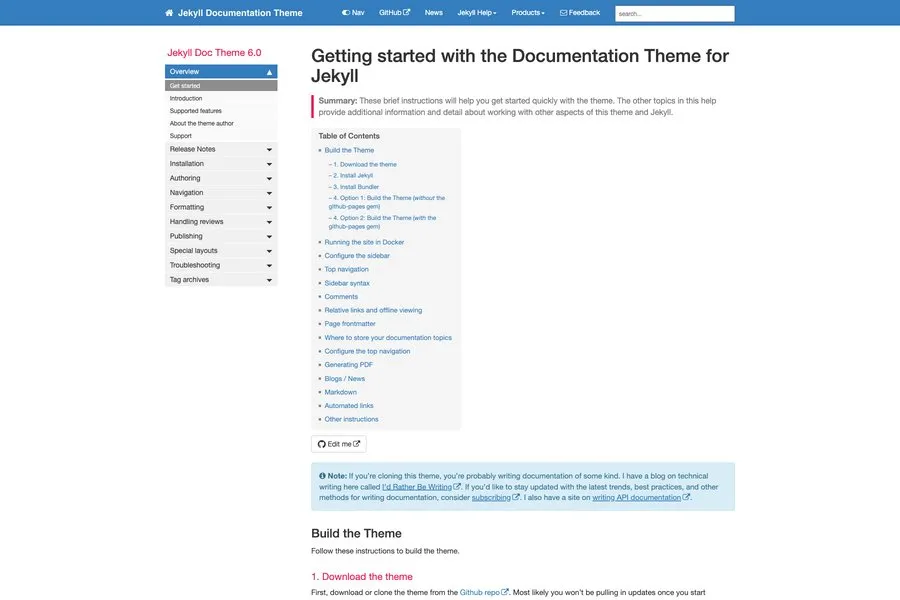 Jekyll Documentation Theme
Nav GitHub News Jekyll Help Products Feedback search...
Jekyll Doc Theme 6.0
Overview
Get started
Introduction
Supported features
About the theme author
Support
Release Notes
Installation
Authoring
Navigation
Formatting
Handling reviews
Publishing
Special layouts
Troubleshooting
Tag archives
Getting started with the Documentation Theme for
Jekyll
Summary: These brief instructions will help you get started quickly with the theme. The other topics in this help
provide additional information and detail about working with other aspects of this theme and Jekyll.
Table of Contents
Build the Theme
– 1. Download the theme
– 2. Install Jekyll
– 3. Install Bundler
– 4. Option 1: Build the Theme (without the
github-pages gem)
– 4. Option 2: Build the Theme (with the
github-pages gem)
Running the site in Docker
Configure the sidebar
Top navigation
Sidebar syntax
Comments
Relative links and offline viewing
Page frontmatter
Where to store your documentation topics
Configure the top navigation
Generating PDF
Blogs / News
Markdown
Automated links
Other instructions
Edit me
Note: If you're cloning this theme, you're probably writing documentation of some kind. I have a blog on technical
writing here called I'd Rather Be Writing. If you'd like to stay updated with the latest trends, best practices, and other
methods for writing documentation, consider subscribing. I also have a site on writing API documentation.
Build the Theme
Follow these instructions to build the theme.
1. Download the theme
First, download or clone the theme from the Github repo. Most likely you won't be pulling in updates once you start